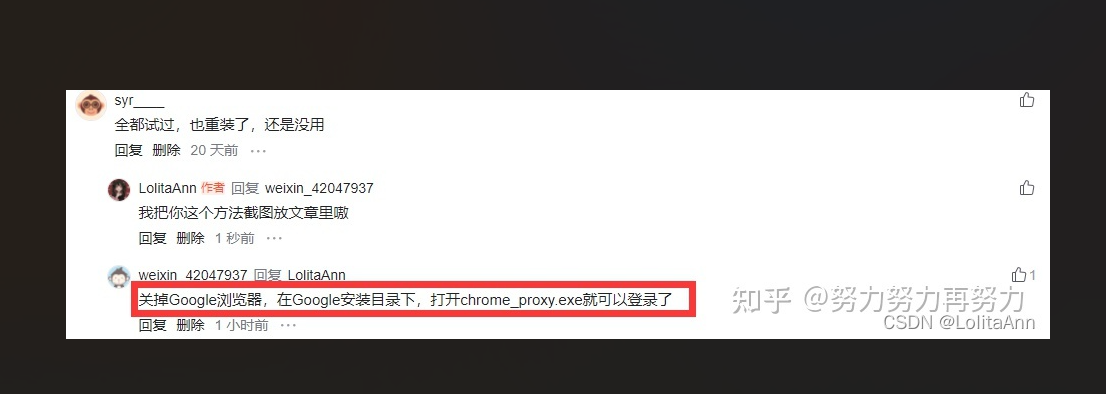 syr____
全都试过，也重装了，还是没用
回复 删除 20 天前 ···
LolitaAnn 作者 回复 weixin_42047937
我把你这个方法截图放文章里嗷
回复 删除 1 秒前 ···
weixin_42047937 回复 LolitaAnn
1
关掉Google浏览器，在Google安装目录下，打开chrome_proxy.exe就可以登录了
回复 删除 1 小时前 ···
知乎 @努力努力再努力
CSDN @LolitaAnn